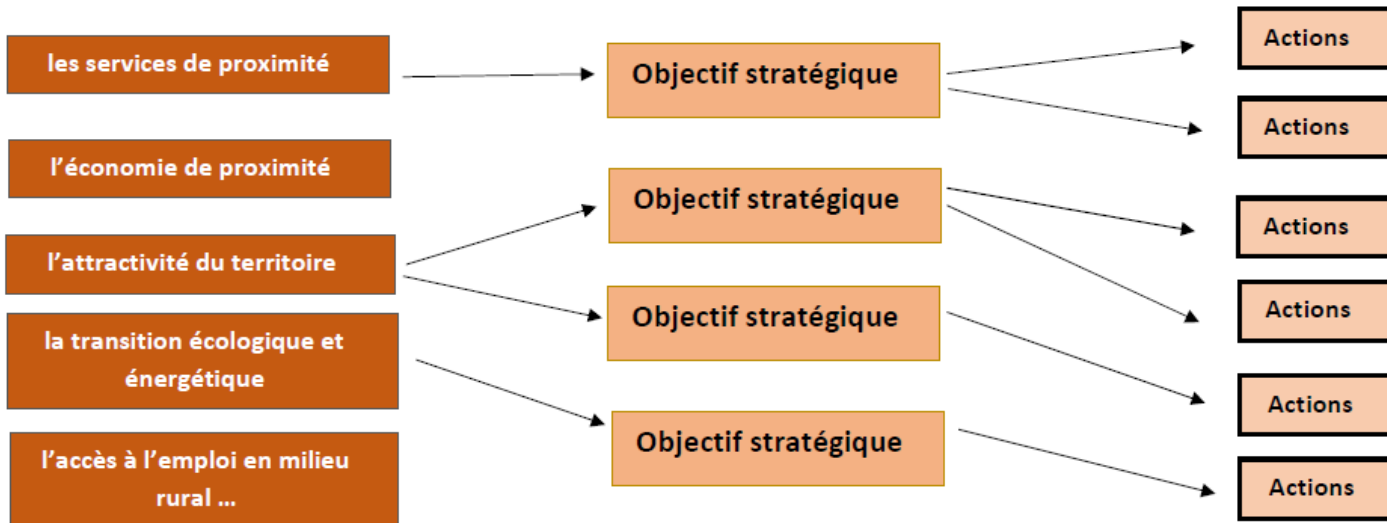 les services de proximité
l'économie de proximité
l'attractivité du territoire
la transition écologique et
énergétique
l'accès à l'emploi en milieu
rural ...
Objectif stratégique
Objectif stratégique
Objectif stratégique
Objectif stratégique
Actions
Actions
Actions
Actions
Actions
Actions